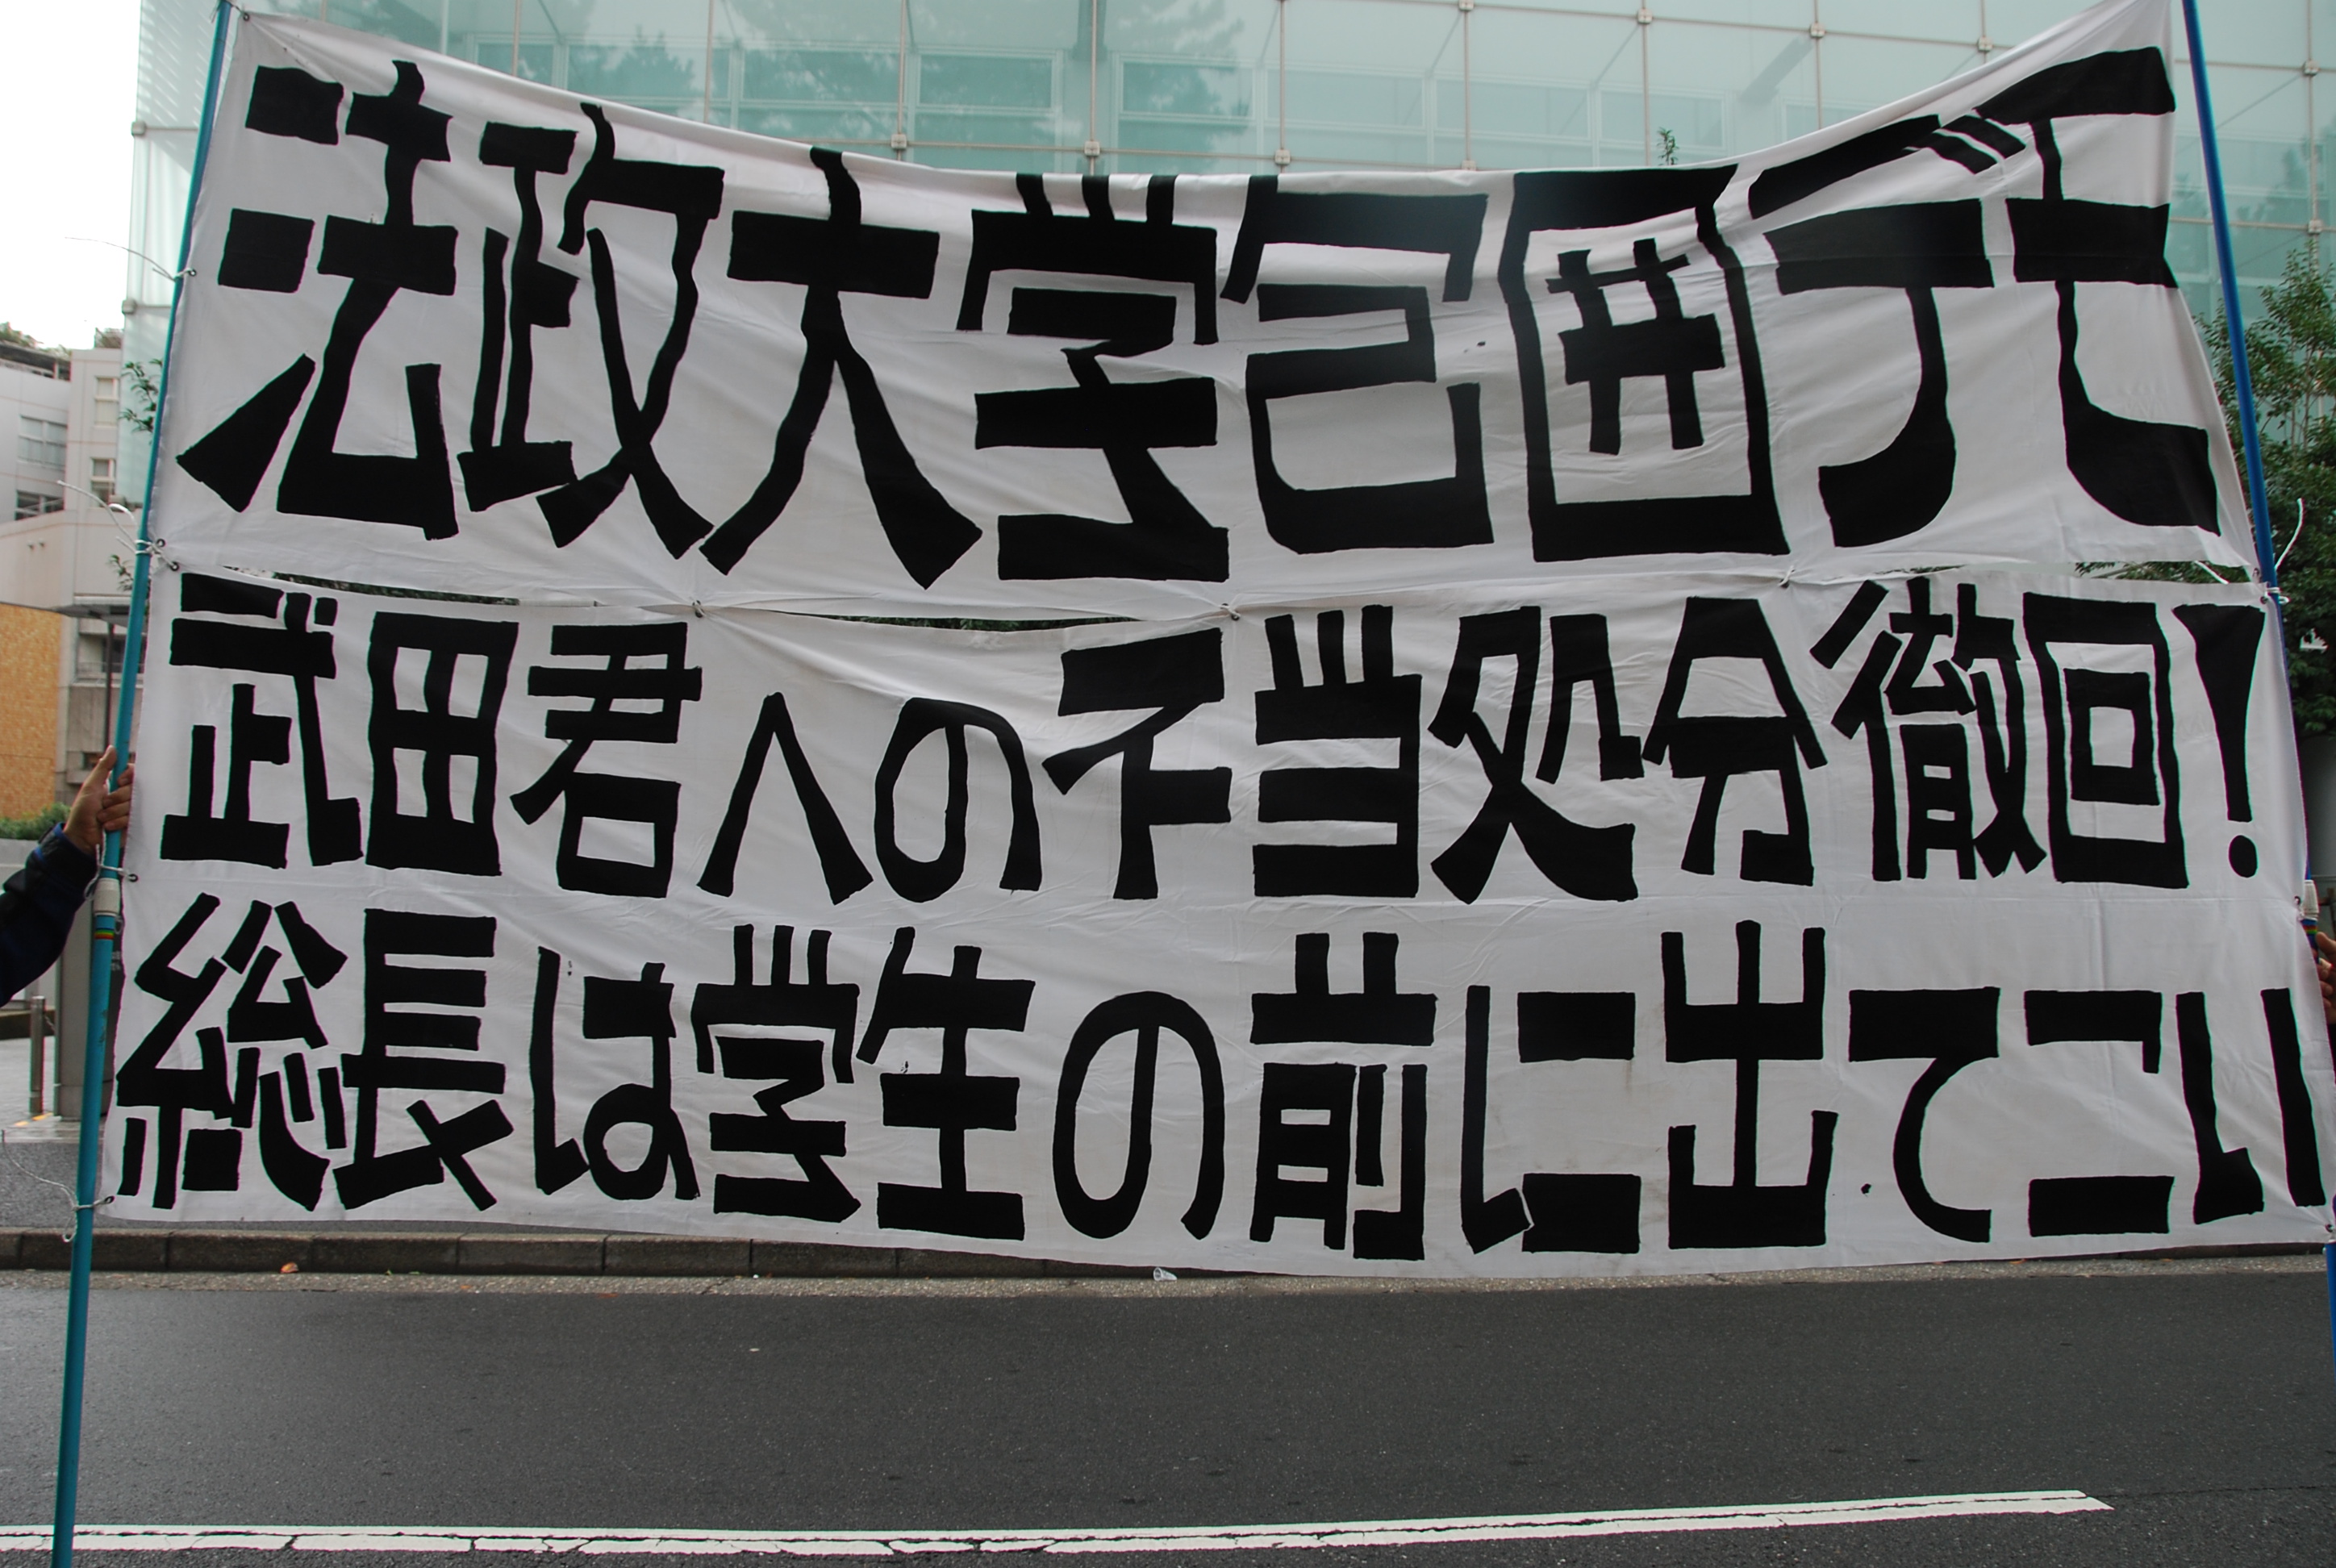 法政大学包囲デモ
武田君への不当処分徹回!
総長は学生の前に出てこい